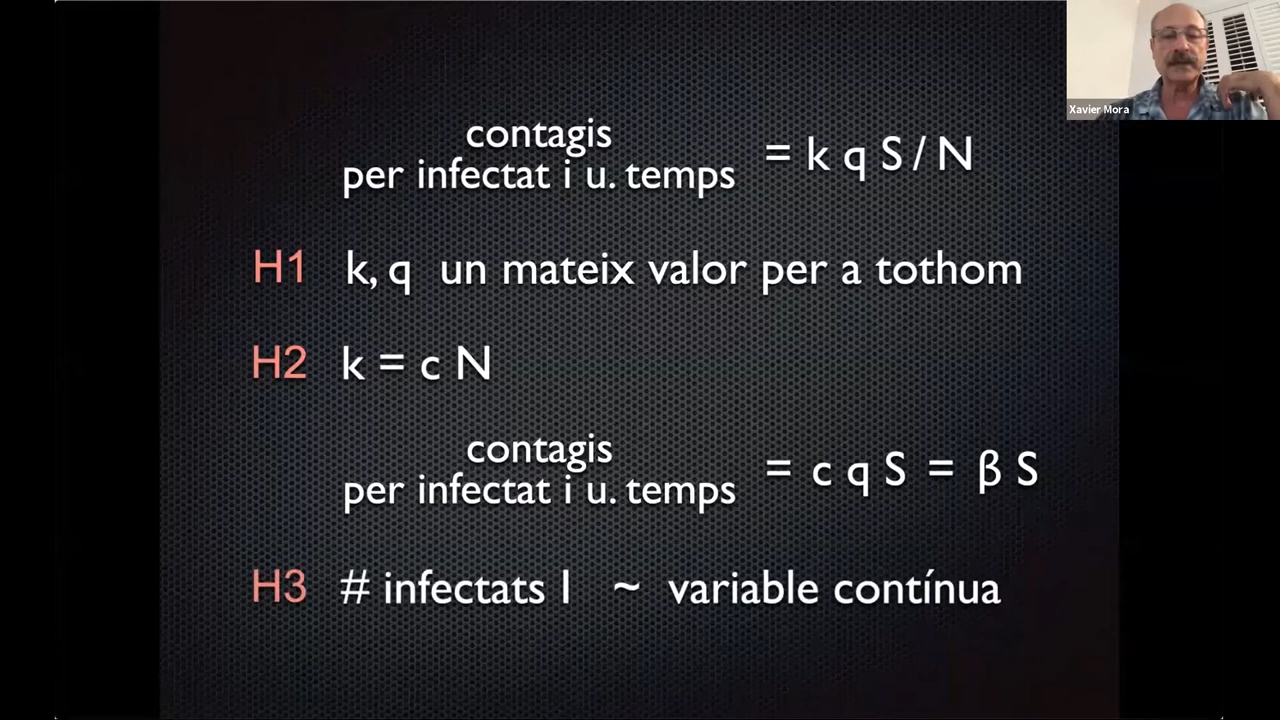 Xavier Mora
contagis
per infectat i u. temps = k q S / N
H1 k, q un mateix valor per a tothom
H2 k = c N
contagis
per infectat i u. temps = c q S = β S
H3 # infectats I ~ variable contínua